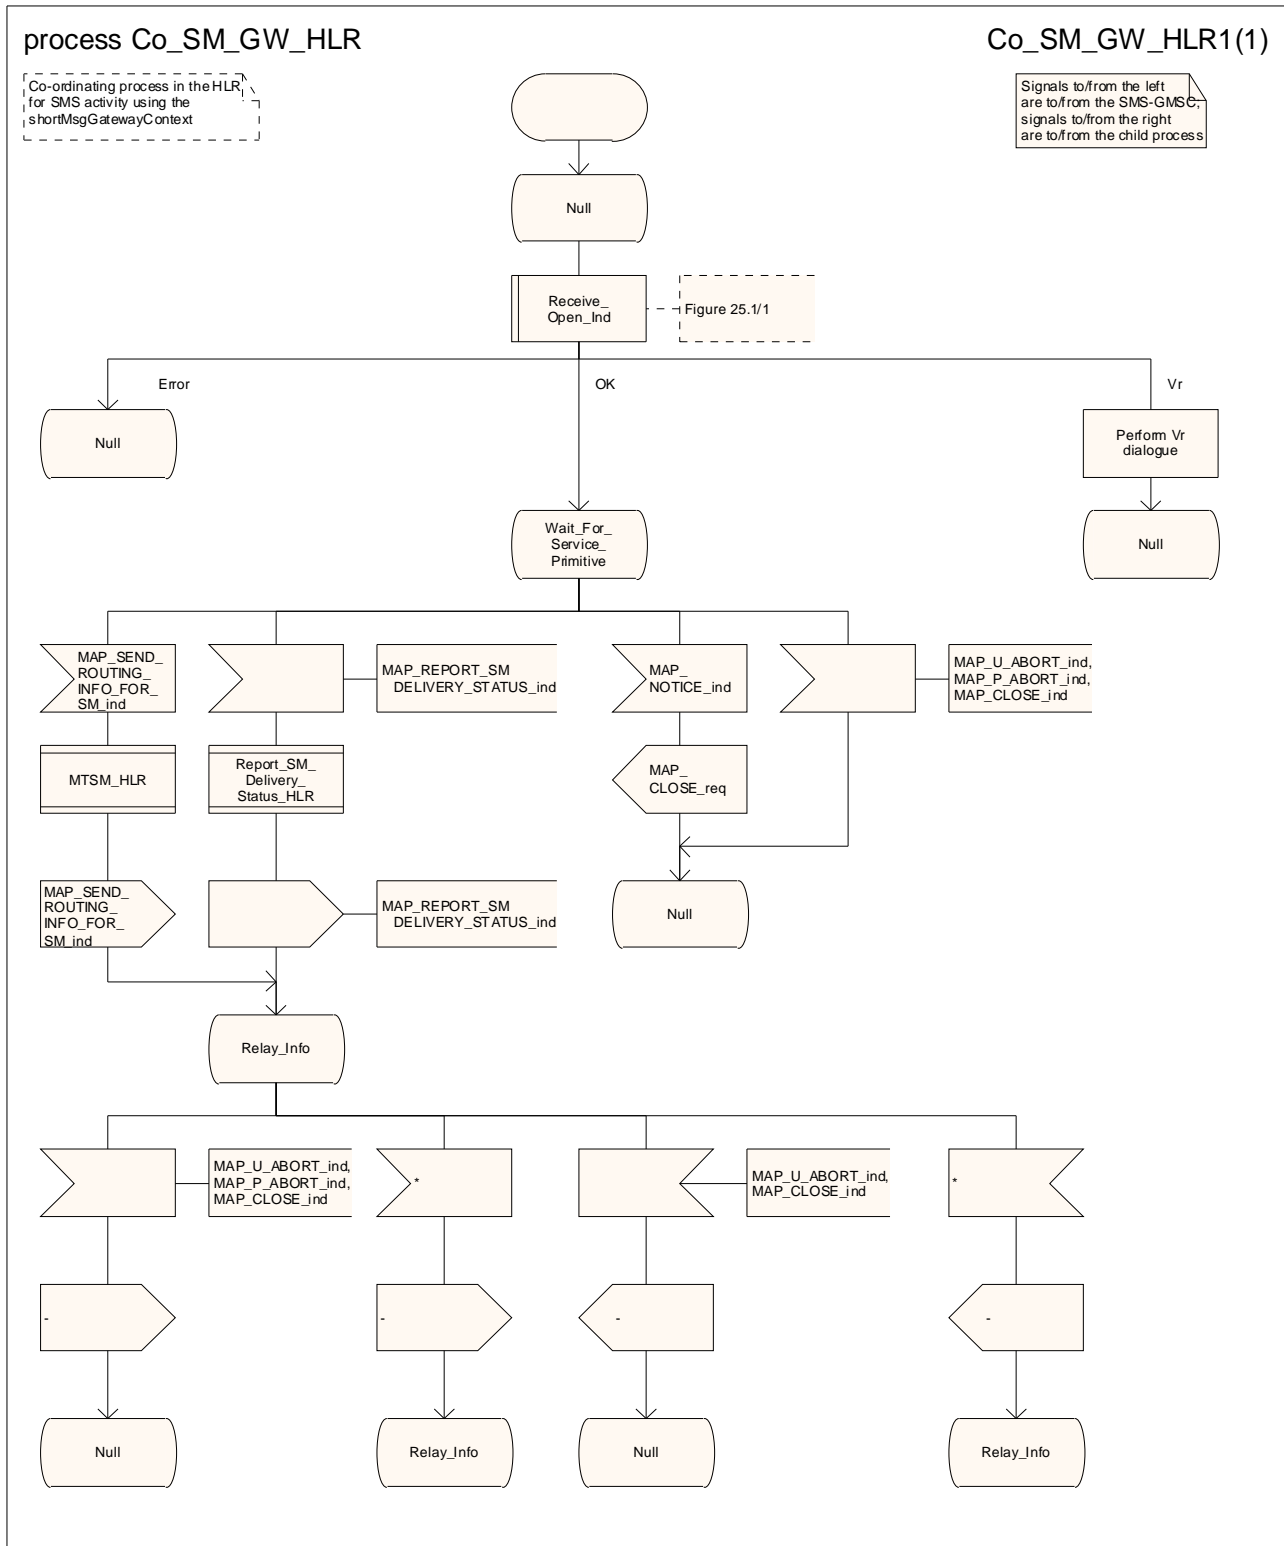 process Co_SM_GW_HLR
Co_SM_GW_HLR1(1)
Co-ordinating process in the HLR
for SMS activity using the
shortMsgGatewayContext
Signals to/from the left
are to/from the SMS-GMSC;
signals to/from the right
are to/from the child process
Null
Receive_
Open_Ind
Figure 25.1/1
Error
OK
Vr
Null
Perform Vr
dialogue
Wait_For_
Service_
Primitive
Null
MAP_SEND_
ROUTING_
INFO_FOR_
SM_ind
MAP_REPORT_SM
DELIVERY_STATUS_ind
MAP_
NOTICE_ind
MAP_U_ABORT_ind,
MAP_P_ABORT_ind,
MAP_CLOSE_ind
MTSM_HLR
Report_SM_
Delivery_
Status_HLR
MAP_
CLOSE_req
MAP_SEND_
ROUTING_
INFO_FOR_
SM_ind
MAP_REPORT_SM
DELIVERY_STATUS_ind
Null
Relay_Info
MAP_U_ABORT_ind,
MAP_P_ABORT_ind,
MAP_CLOSE_ind
*
MAP_U_ABORT_ind,
MAP_CLOSE_ind
*
-
-
-
-
Null
Relay_Info
Null
Relay_Info